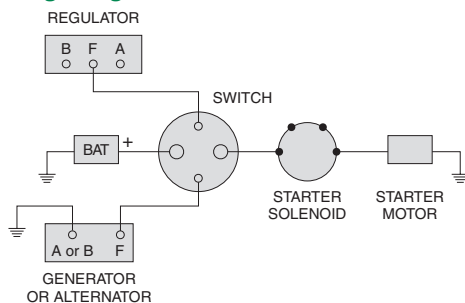 REGULATOR
B F A
SWITCH
BAT +
STARTER
SOLENOID
STARTER
MOTOR
A or B F
GENERATOR
OR ALTERNATOR